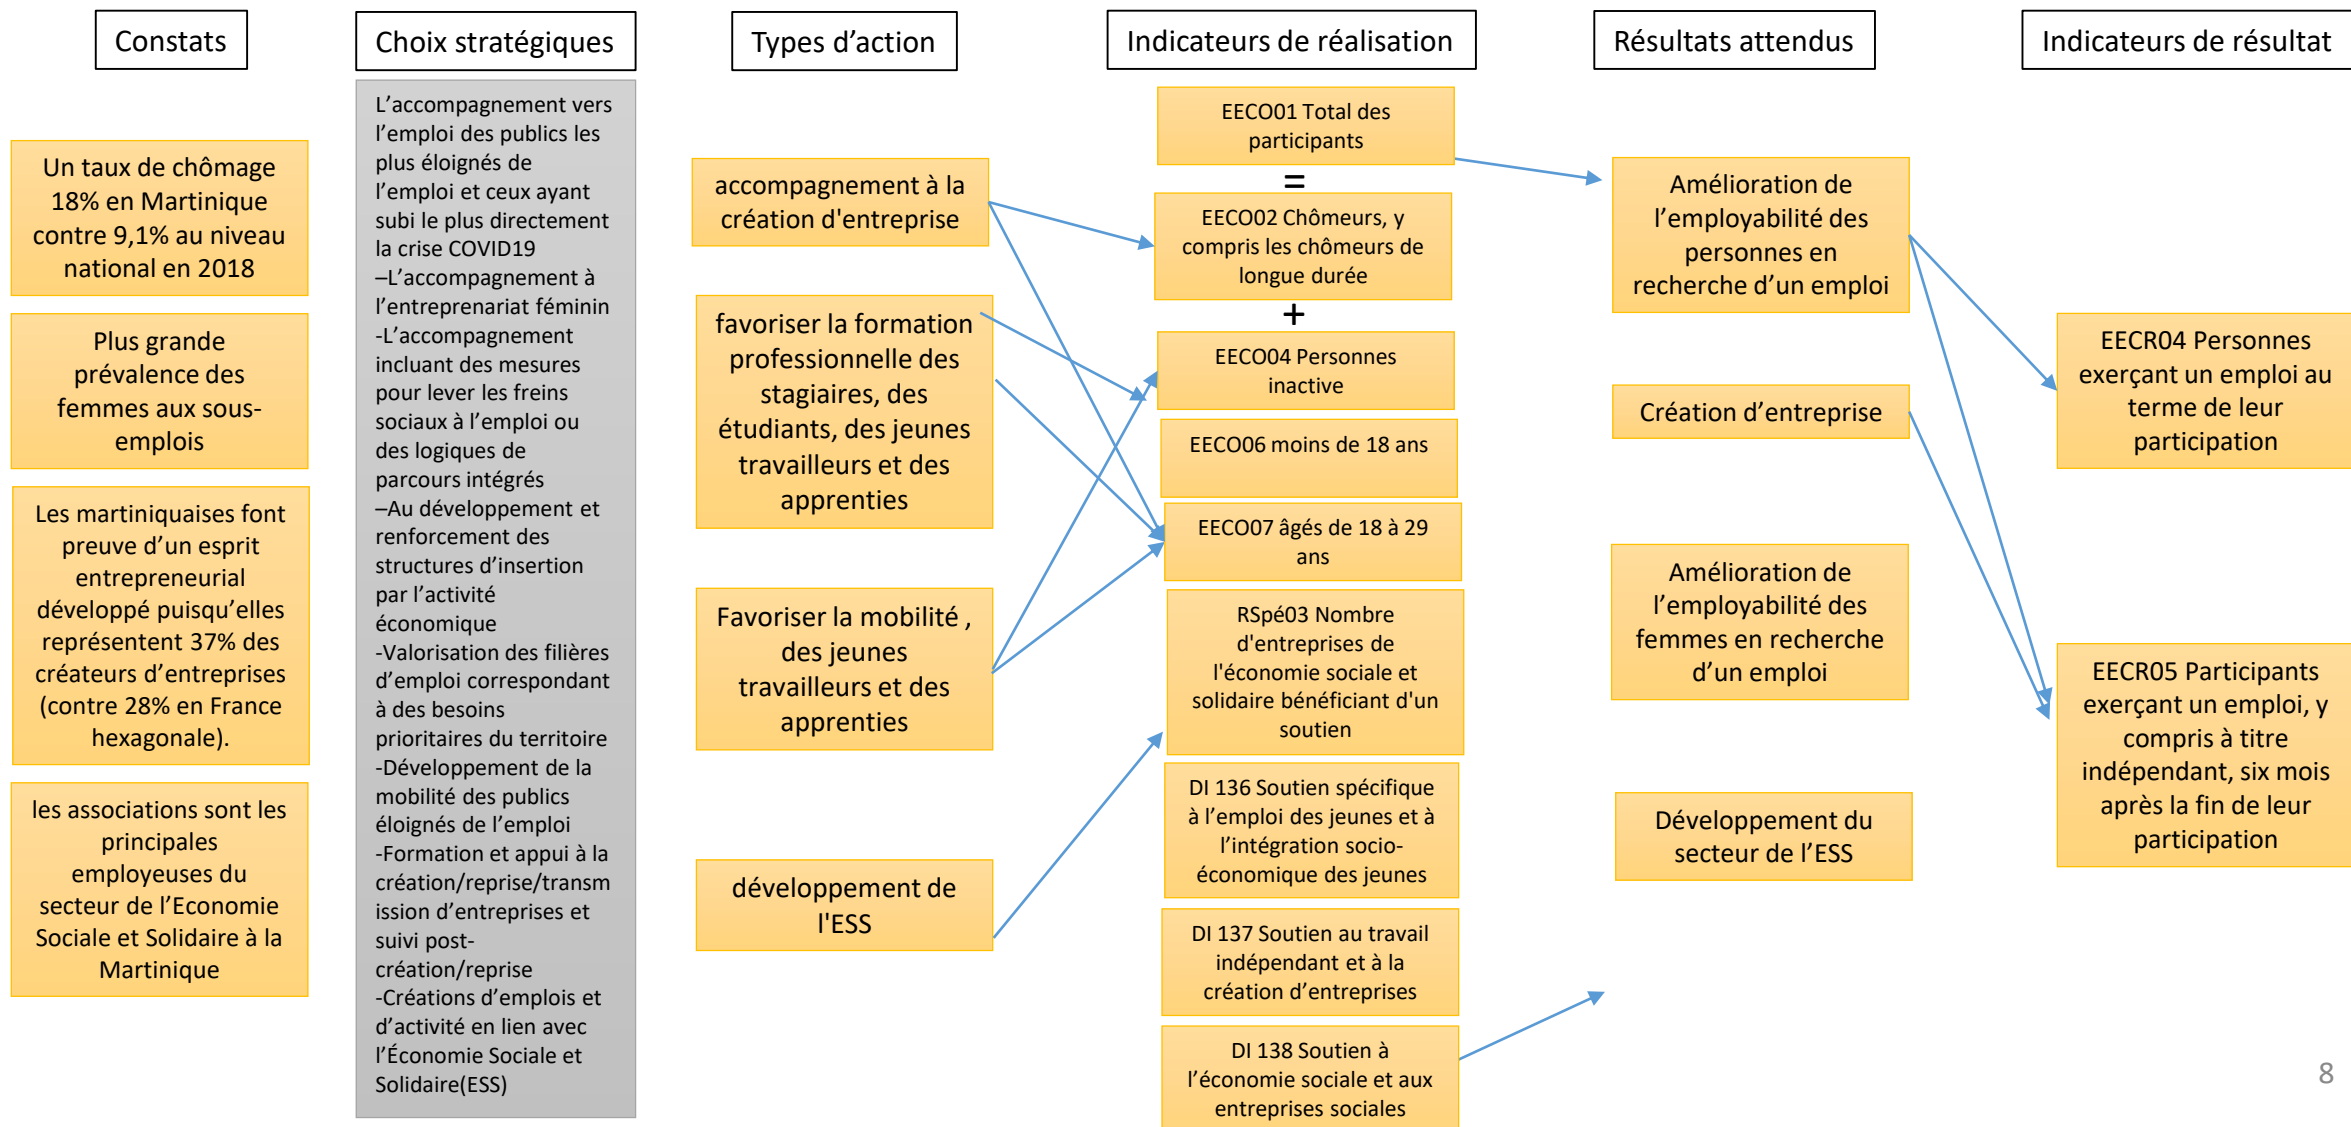 Constats
Un taux de chômage
18% en Martinique
contre 9,1% au niveau
national en 2018
Plus grande
prévalence des
femmes aux sous-
emplois
Les martiniquaises font
preuve d’un esprit
entrepreneurial
développé puisqu’elles
représentent 37% des
créateurs d’entreprises
(contre 28% en France
hexagonale).
les associations sont les
principales
employeuses du
secteur de l’Economie
Sociale et Solidaire à la
Martinique
Choix stratégiques
L’accompagnement vers
l’emploi des publics les
plus éloignés de
l’emploi et ceux ayant
subi le plus directement
la crise COVID19
–L’accompagnement à
l’entreprenariat féminin
-L’accompagnement
incluant des mesures
pour lever les freins
sociaux à l’emploi ou
des logiques de
parcours intégrés
–Au développement et
renforcement des
structures d’insertion
par l’activité
économique
-Valorisation des filières
d’emploi correspondant
à des besoins
prioritaires du territoire
-Développement de la
mobilité des publics
éloignés de l’emploi
-Formation et appui à la
création/reprise/transm
ission d’entreprises et
suivi post-
création/reprise
-Créations d’emplois et
d’activité en lien avec
l’Économie Sociale et
Solidaire(ESS)
Types d’action
accompagnement à la
création d'entreprise
favoriser la formation
professionnelle des
stagiaires, des
étudiants, des jeunes
travailleurs et des
apprenties
Favoriser la mobilité ,
des jeunes
travailleurs et des
apprenties
développement de
l'ESS
Indicateurs de réalisation
EECO01 Total des
participants
=
EECO02 Chômeurs, y
compris les chômeurs de
longue durée
+
EECO04 Personnes
inactive
EECO06 moins de 18 ans
EECO07 âgés de 18 à 29
ans
RSpé03 Nombre
d'entreprises de
l'économie sociale et
solidaire bénéficiant d'un
soutien
DI 136 Soutien spécifique
à l’emploi des jeunes et à
l’intégration socio-
économique des jeunes
DI 137 Soutien au travail
indépendant et à la
création d’entreprises
DI 138 Soutien à
l’économie sociale et aux
entreprises sociales
Résultats attendus
Amélioration de
l’employabilité des
personnes en
recherche d’un emploi
Création d’entreprise
Amélioration de
l’employabilité des
femmes en recherche
d’un emploi
Développement du
secteur de l’ESS
Indicateurs de résultat
EECR04 Personnes
exerçant un emploi au
terme de leur
participation
EECR05 Participants
exerçant un emploi, y
compris à titre
indépendant, six mois
après la fin de leur
participation
8